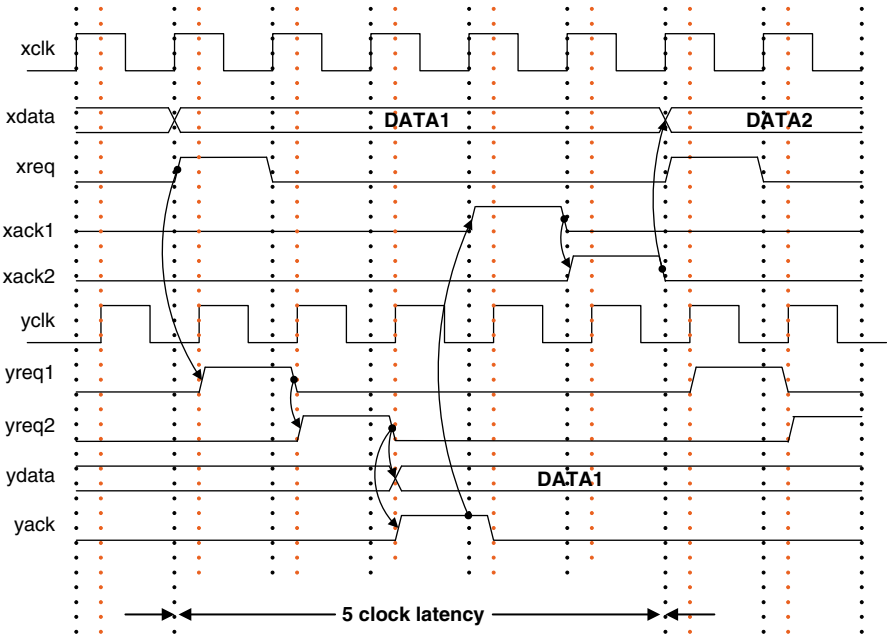 xclk
xdata DATA1 DATA2
xreq
xack1
xack2
yclk
yreq1
yreq2
ydata DATA1
yack
5 clock latency